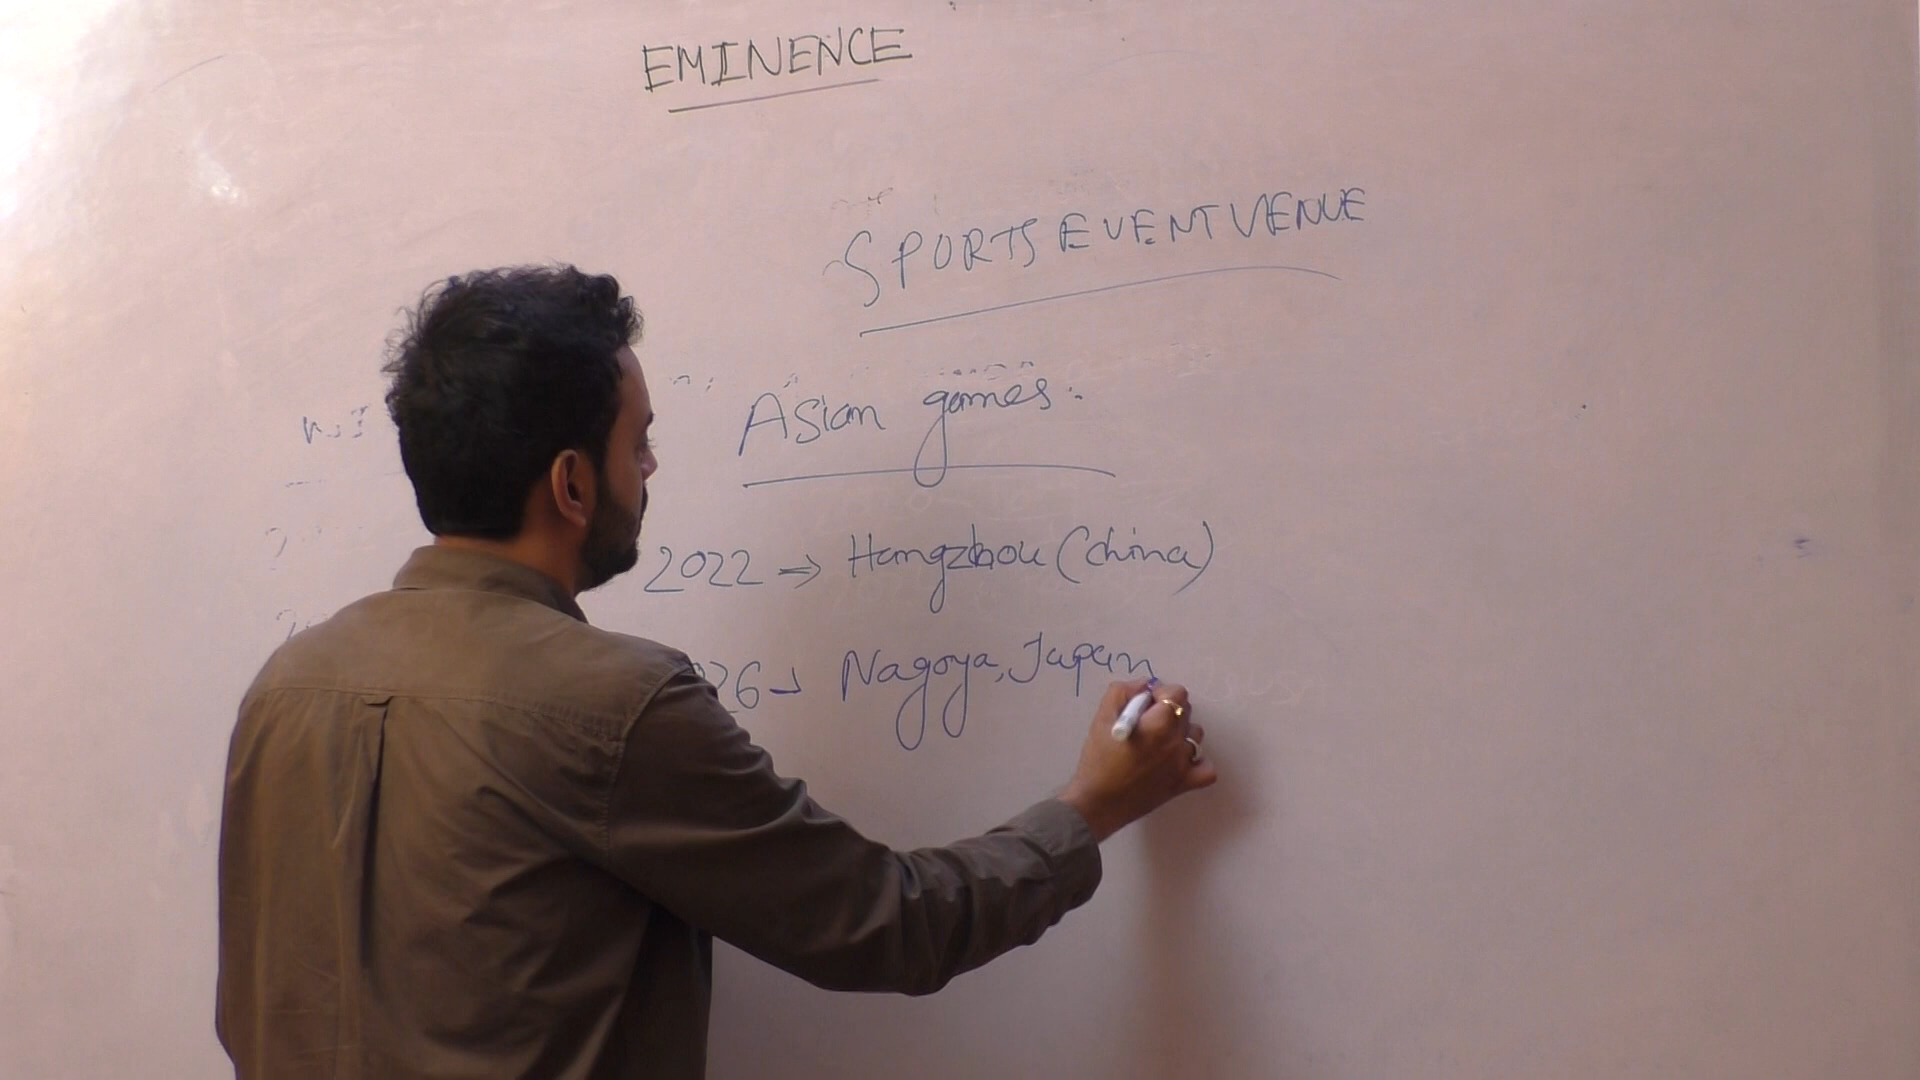 EMINENCE
SPORTS EVENT VENUE
Asian games:
2022 => Hangzhou (China)
26 → Nagoya, Japan